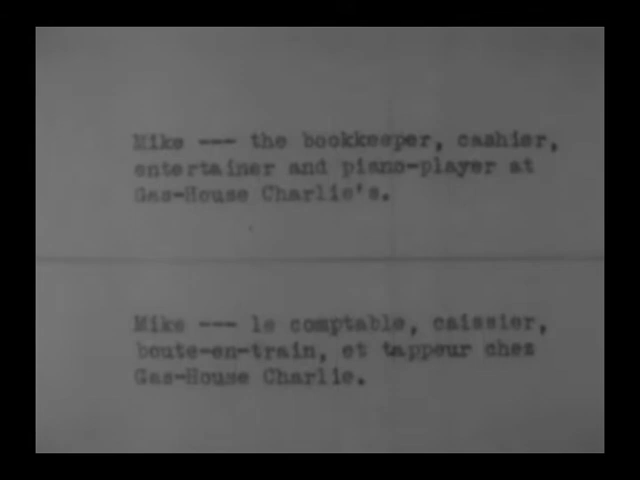 Mike --- the bookkeeper, cashier,
entertainer and piano-player at
Gas-House Charlie's.
Mike --- le comptable, caissier,
boute-en-train, et tappeur chez
Gas-House Charlie.